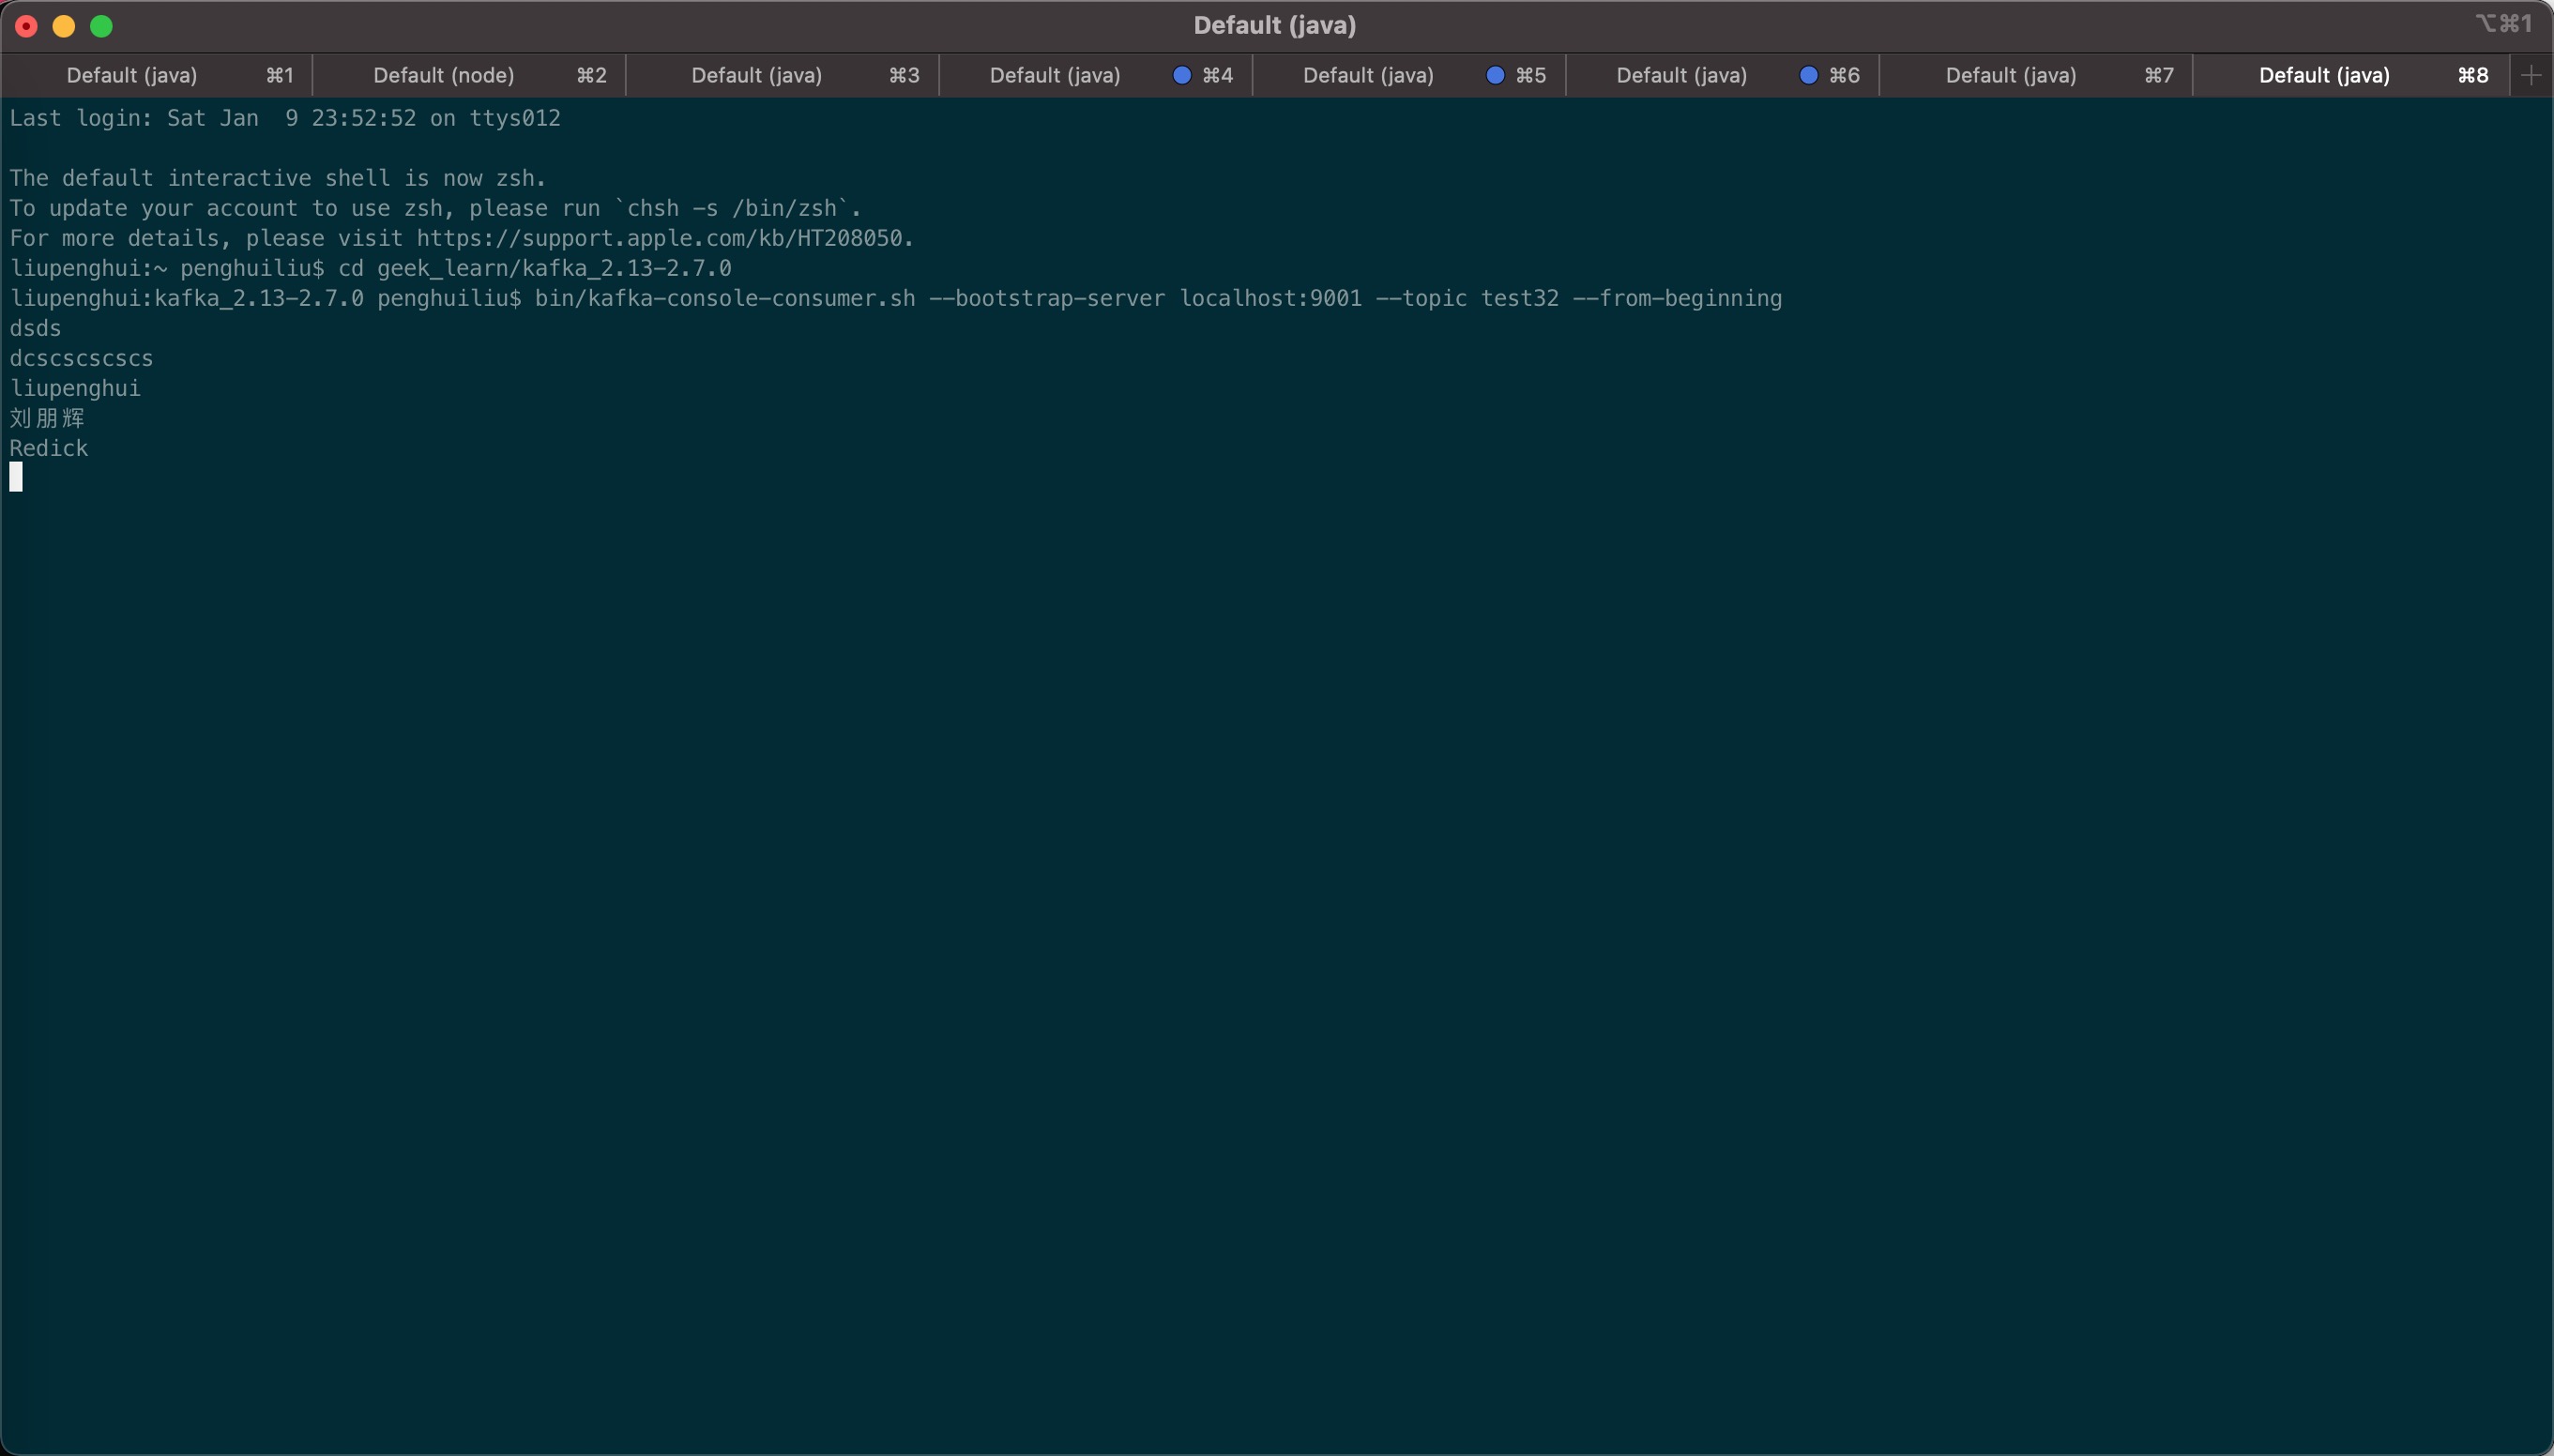 Default (java)
⌥⌘1
Default (java) ⌘1 Default (node) ⌘2 Default (java) ⌘3 Default (java) ⌘4 Default (java) ⌘5 Default (java) ⌘6 Default (java) ⌘7 Default (java) ⌘8
Last login: Sat Jan  9 23:52:52 on ttys012
The default interactive shell is now zsh.
To update your account to use zsh, please run `chsh -s /bin/zsh`.
For more details, please visit https://support.apple.com/kb/HT208050.
liupenghui:~ penghuiliu$ cd geek_learn/kafka_2.13-2.7.0
liupenghui:kafka_2.13-2.7.0 penghuiliu$ bin/kafka-console-consumer.sh --bootstrap-server localhost:9001 --topic test32 --from-beginning
dsds
dcscscscscs
liupenghui
刘朋辉
Redick